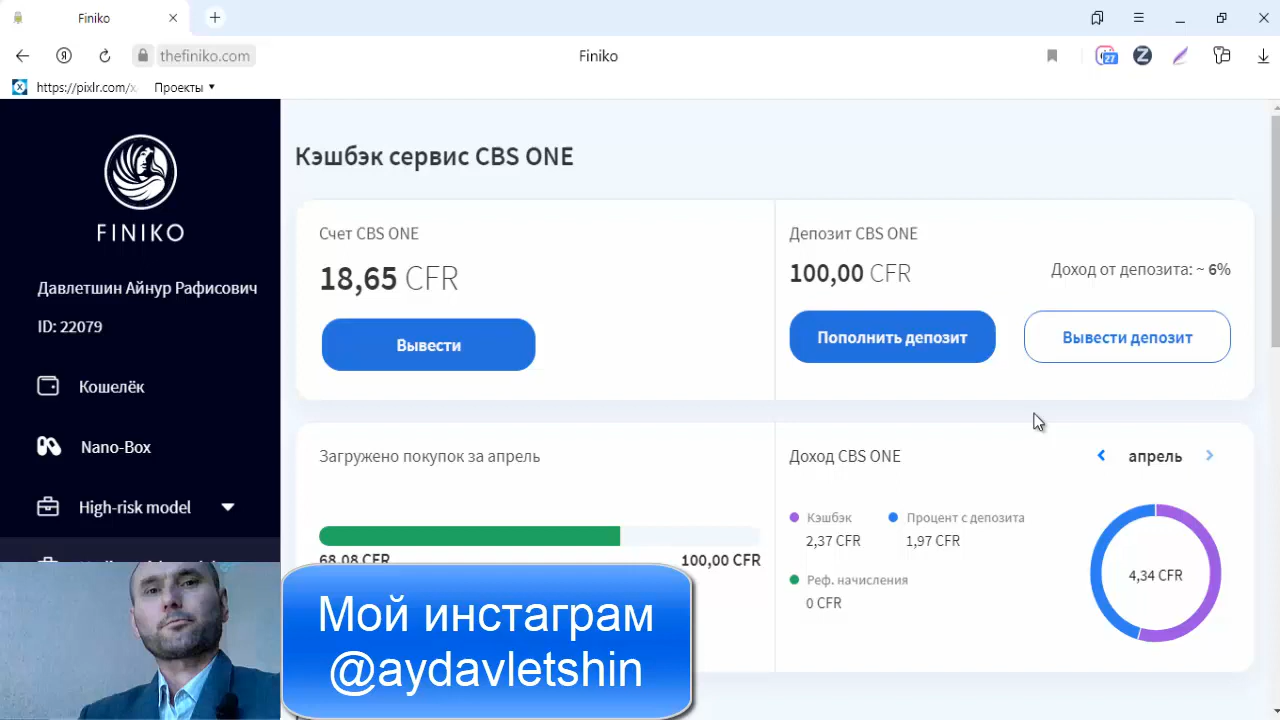 Finiko
thefiniko.com
Finiko
27
https://pixlr.com/x
Проекты
FINIKO
Давлетшин Айнур Рафисович
ID: 22079
Кошелёк
Nano-Box
High-risk model
Кэшбэк сервис CBS ONE
Счет CBS ONE
18,65 CFR
Вывести
Депозит CBS ONE
100,00 CFR
Доход от депозита: ~ 6%
Пополнить депозит
Вывести депозит
Загружено покупок за апрель
68,08 CFR
100,00 CFR
Доход CBS ONE
апрель
Кэшбэк
2,37 CFR
Процент с депозита
1,97 CFR
Реф. начисления
0 CFR
4,34 CFR
Мой инстаграм
@aydavletshin